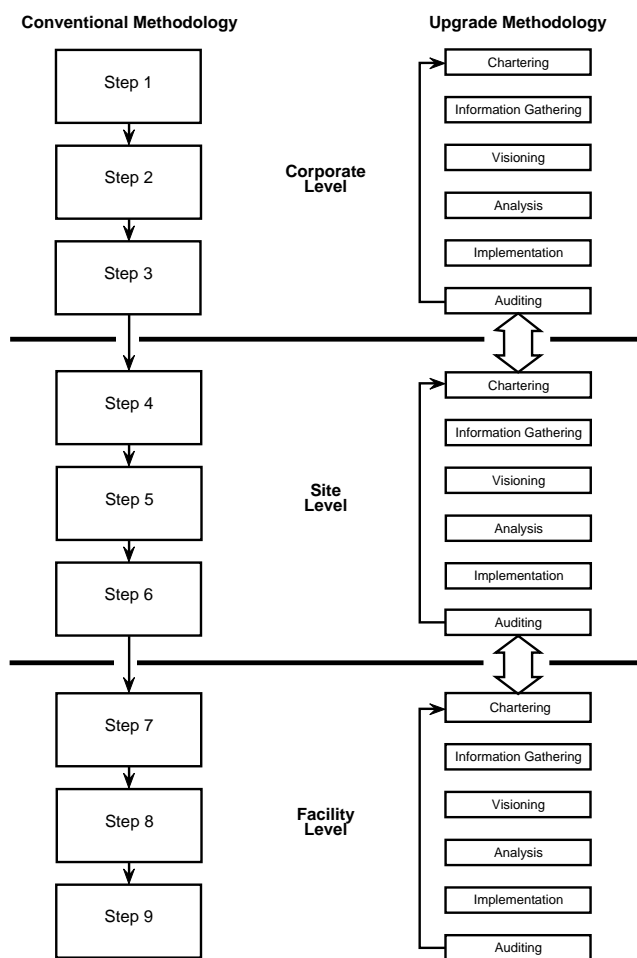 Conventional Methodology
Upgrade Methodology
Step 1
Step 2
Step 3
Corporate
Level
Chartering
Information Gathering
Visioning
Analysis
Implementation
Auditing
Step 4
Step 5
Step 6
Site
Level
Chartering
Information Gathering
Visioning
Analysis
Implementation
Auditing
Step 7
Step 8
Step 9
Facility
Level
Chartering
Information Gathering
Visioning
Analysis
Implementation
Auditing